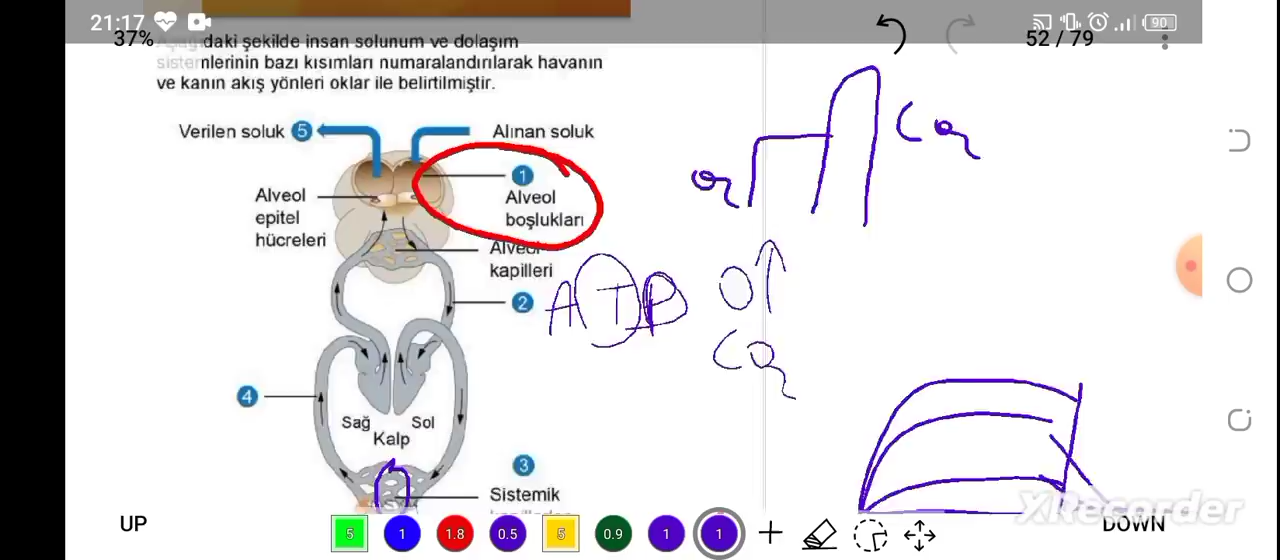 21:17
90
37%
52 / 79
daki şekilde insan solunum ve dolaşım
sistemlerinin bazı kısımları numaralandırılarak havanın
ve kanın akış yönleri oklar ile belirtilmiştir.
Verilen soluk 5
Alınan soluk
1
Alveol
boşlukları
Alveol
epitel
hücreleri
Alveol
kapilleri
2
4
Sağ
Sol
Kalp
3
Sistemik
CO2
O2
ATP
O
CO2
UP
DOWN
5 1 1.8 0.5 5 0.9 1 1
XRecorder